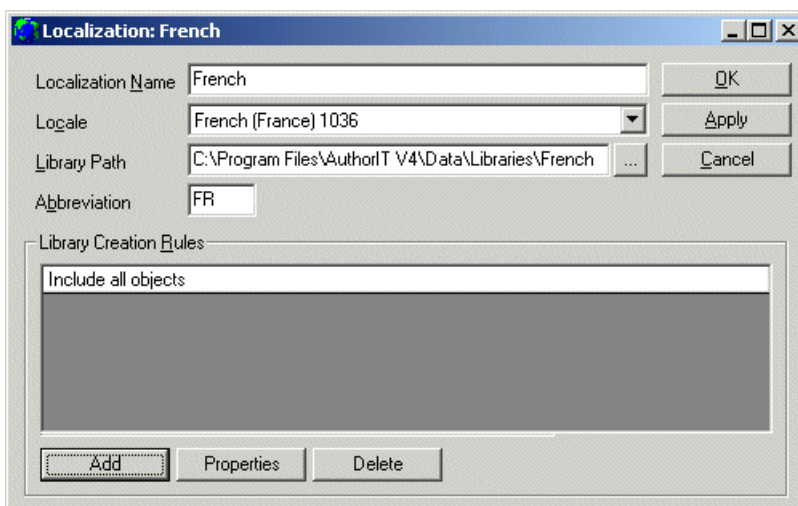 Localization: French
Localization Name French OK
Locale French (France) 1036 Apply
Library Path C:\Program Files\AuthorIT V4\Data\Libraries\French ... Cancel
Abbreviation FR
Library Creation Rules
Include all objects
Add Properties Delete